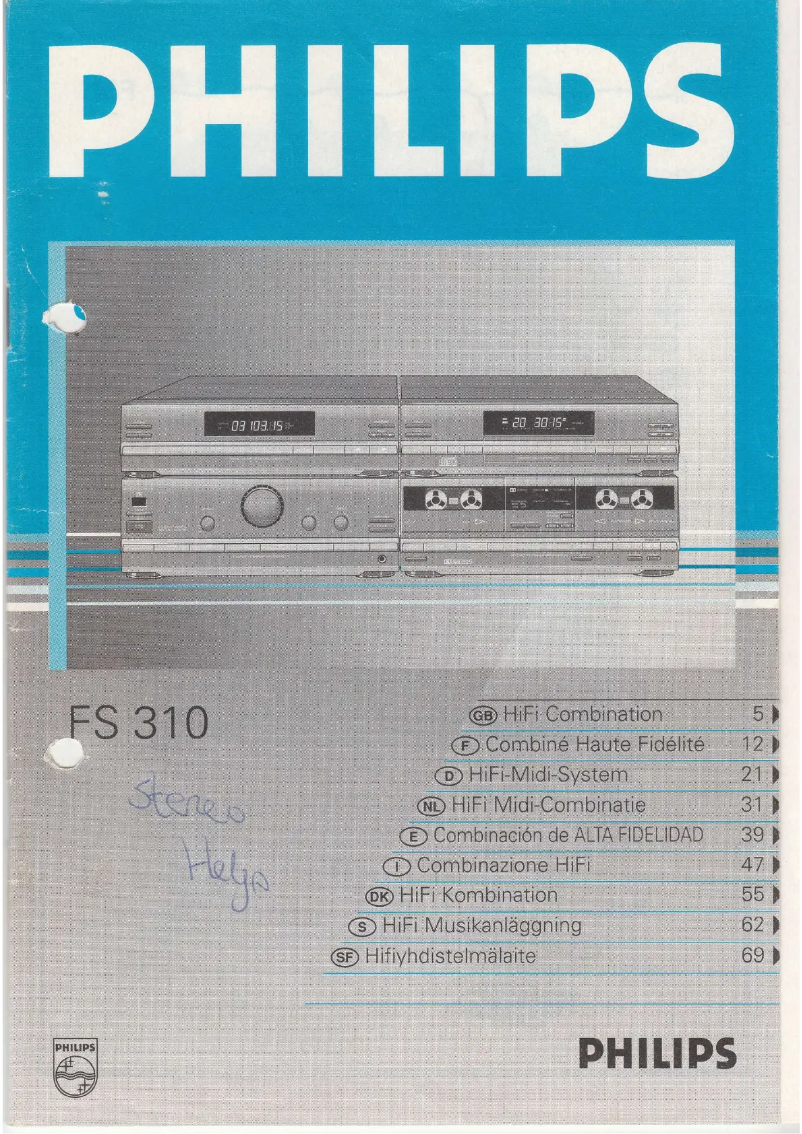 PHILIPS
03 103.15
20 30:15
FS 310
GB HiFi Combination 5
F Combiné Haute Fidélité 12
D HiFi-Midi-System 21
NL HiFi Midi-Combinatie 31
E Combinación de ALTA FIDELIDAD 39
I Combinazione HiFi 47
DK HiFi Kombination 55
S HiFi Musikanläggning 62
SF Hifiyhdistelmälaite 69
Stereo
PHILIPS
PHILIPS